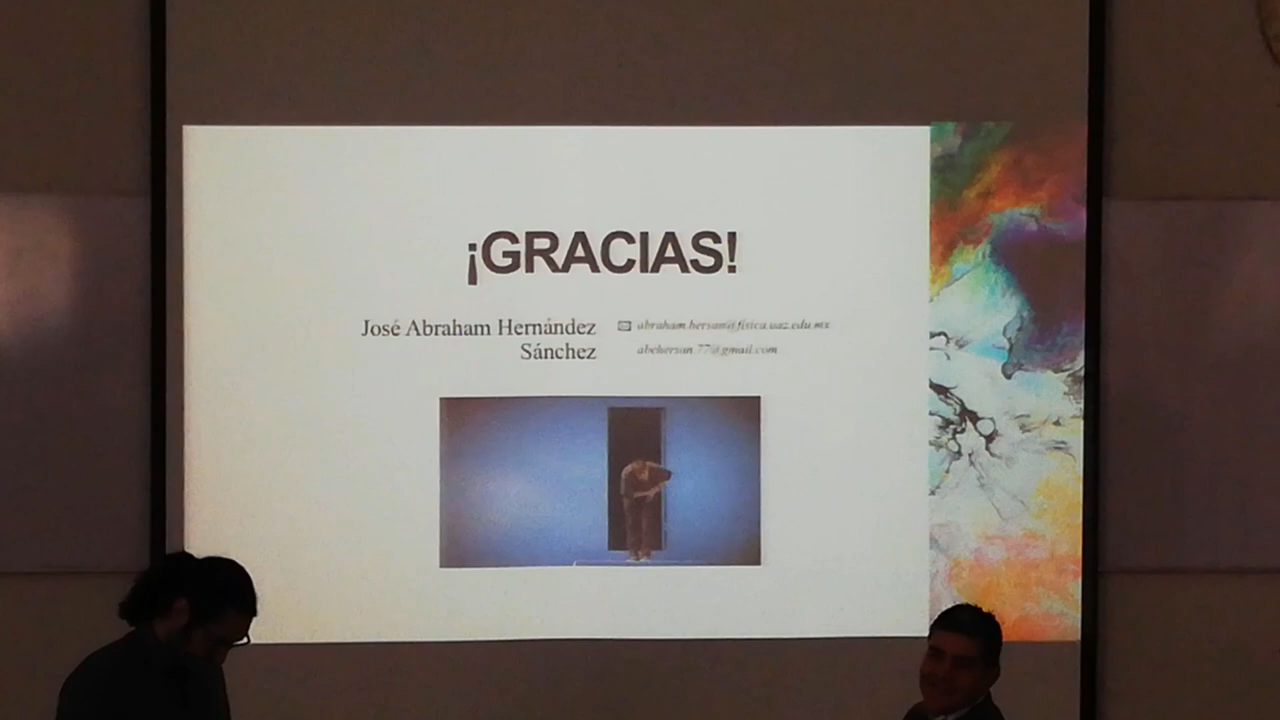 ¡GRACIAS!
José Abraham Hernández
Sánchez
abraham.hersan@fisica.uaz.edu.mx
abehersan.77@gmail.com